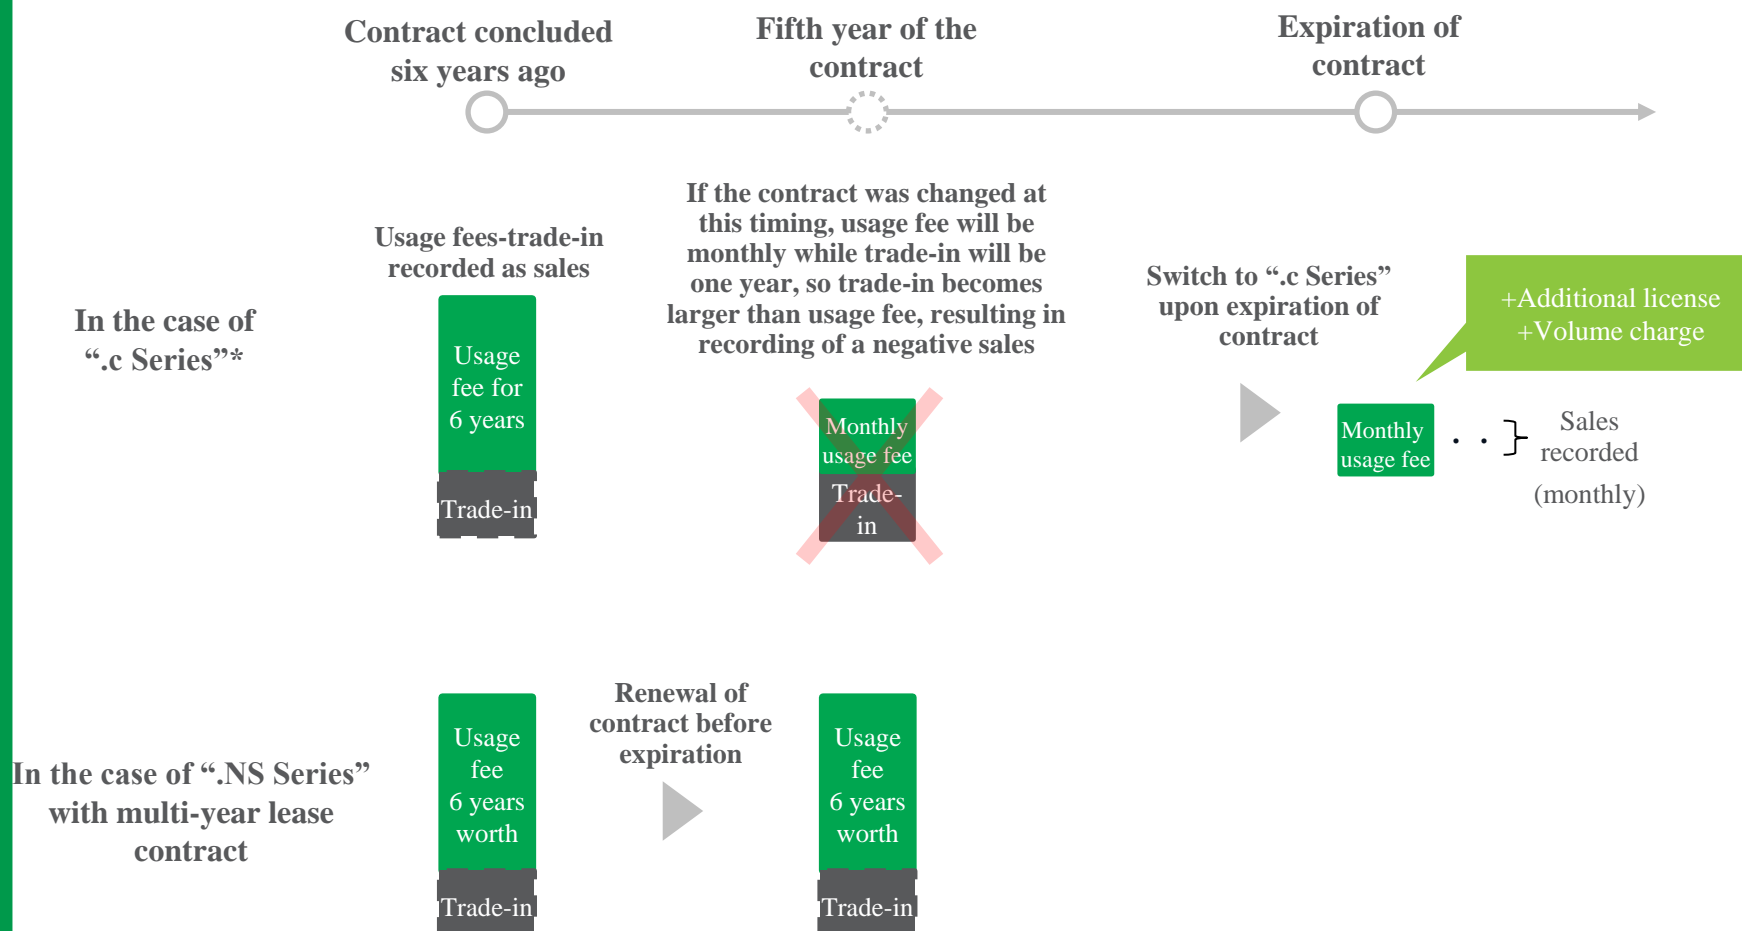 Contract concluded
six years ago
Fifth year of the
contract
Expiration of
contract
In the case of
“.c Series”*
Usage fees-trade-in
recorded as sales
Usage
fee for
6 years
Trade-in
If the contract was changed at
this timing, usage fee will be
monthly while trade-in will be
one year, so trade-in becomes
larger than usage fee, resulting in
recording of a negative sales
Monthly
usage fee
Trade-
in
Switch to “.c Series”
upon expiration of
contract
+Additional license
+Volume charge
Monthly
usage fee
・・
Sales
recorded
(monthly)
In the case of “.NS Series”
with multi-year lease
contract
Usage
fee
6 years
worth
Trade-in
Renewal of
contract before
expiration
Usage
fee
6 years
worth
Trade-in